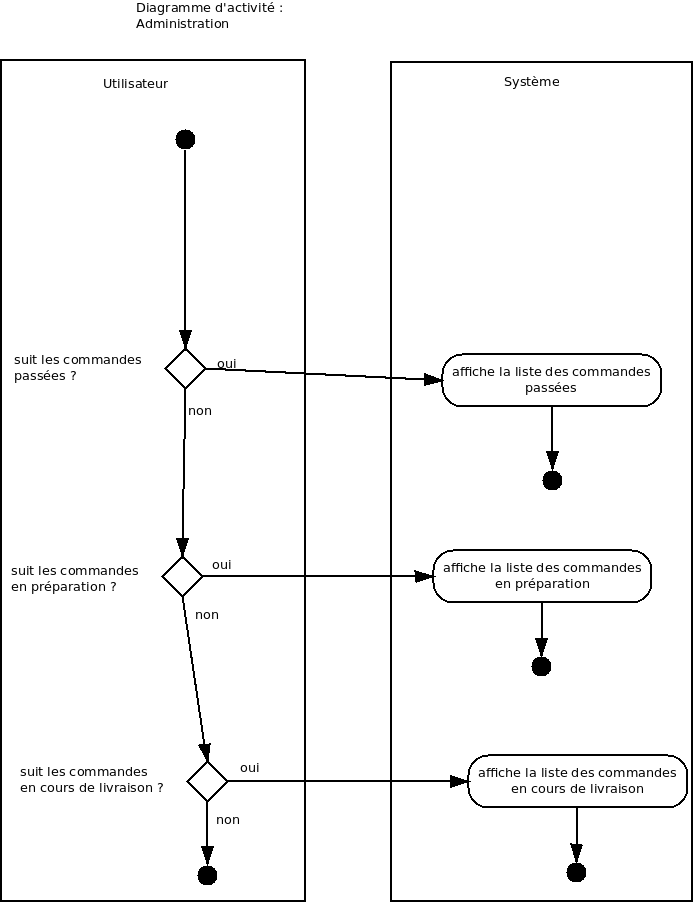 Diagramme d'activité :
Administration
Utilisateur
Système
suit les commandes
passées ?
oui
affiche la liste des commandes
passées
non
suit les commandes
en préparation ?
oui
affiche la liste des commandes
en préparation
non
suit les commandes
en cours de livraison ?
oui
affiche la liste des commandes
en cours de livraison
non